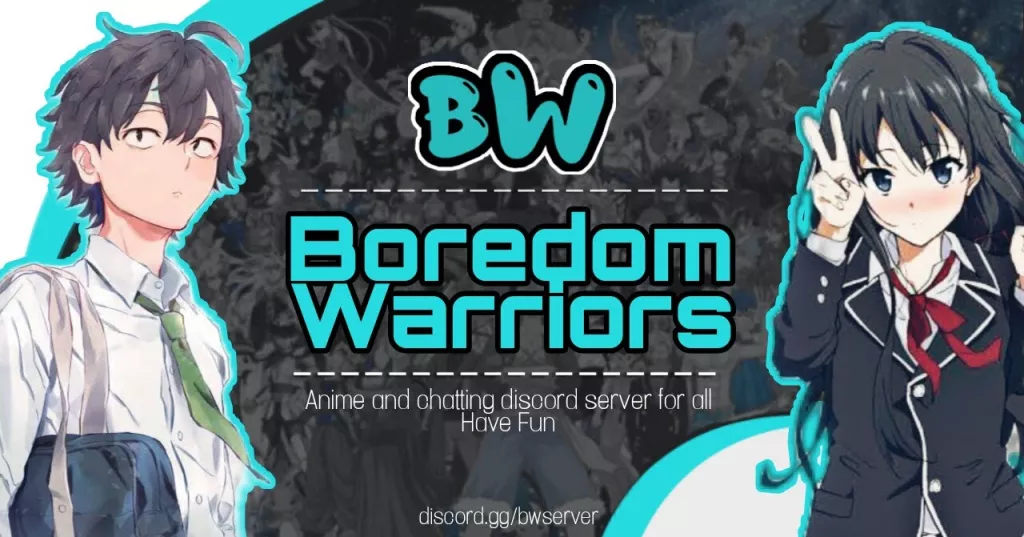 BW
Boredom
Warriors
Anime and chatting discord server for all
Have Fun
discord.gg/bwserver